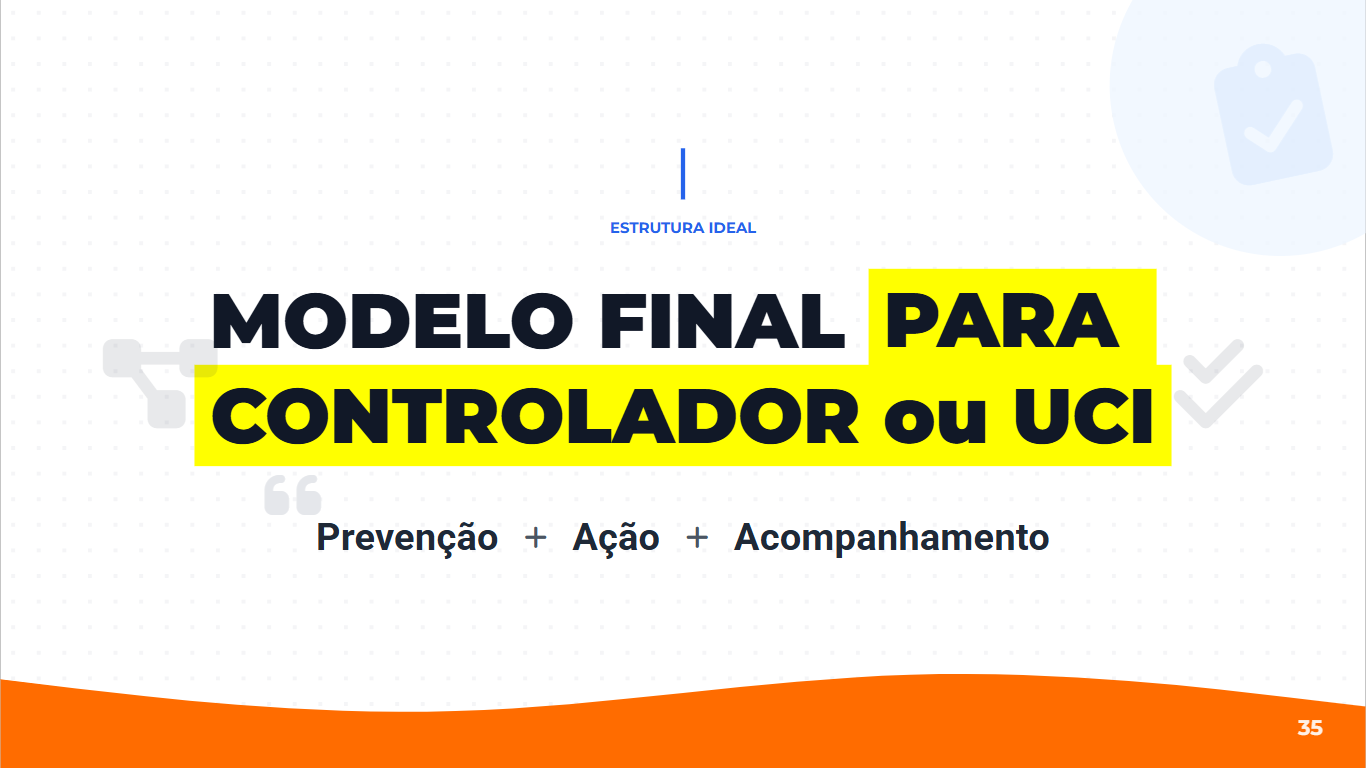 ESTRUTURA IDEAL
MODELO FINAL PARA
CONTROLADOR ou UCI
Prevenção + Ação + Acompanhamento
35